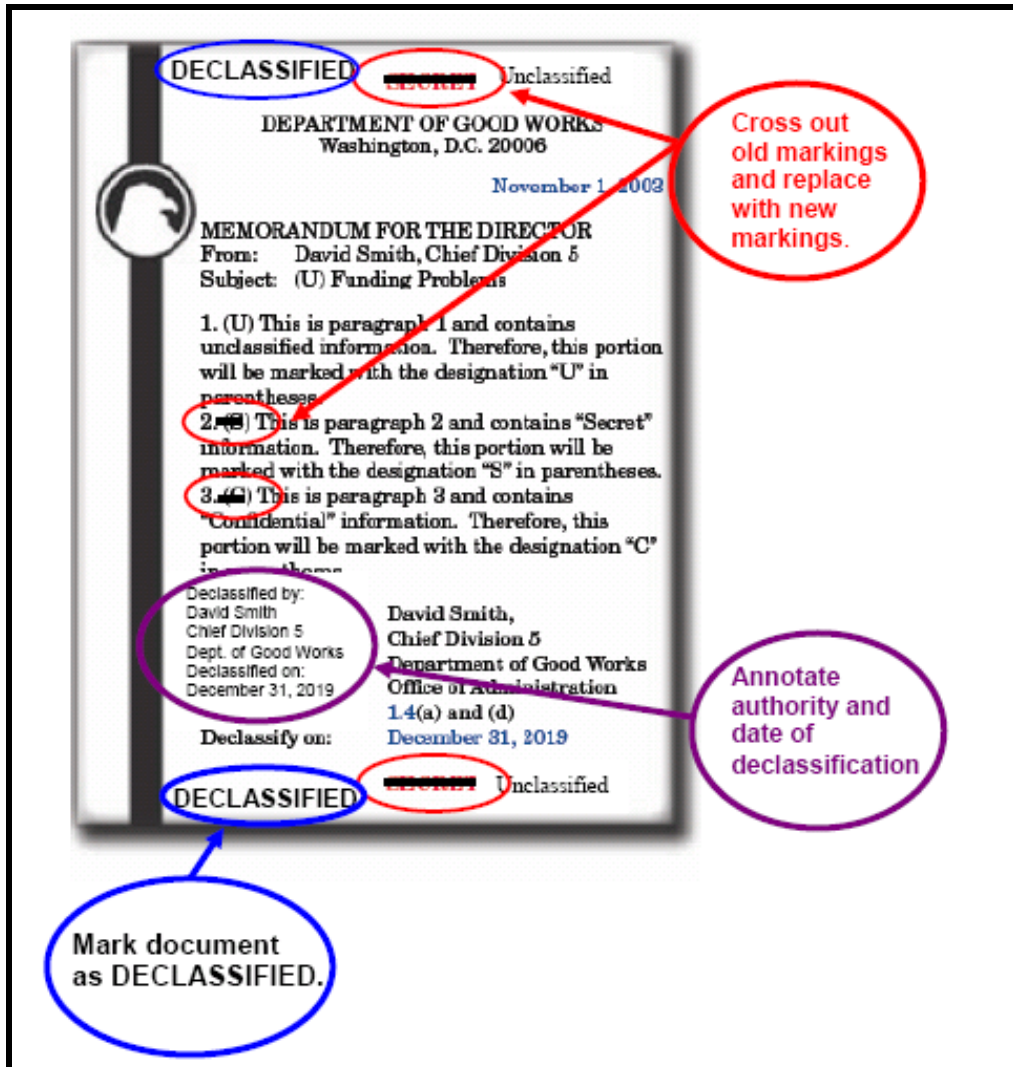 DECLASSIFIED SECRET Unclassified
DEPARTMENT OF GOOD WORKS
Washington, D.C. 20006
November 1, 2003
MEMORANDUM FOR THE DIRECTOR
From: David Smith, Chief Division 5
Subject: (U) Funding Problems
1. (U) This is paragraph 1 and contains
unclassified information. Therefore, this portion
will be marked with the designation “U” in
parentheses.
2. (S) This is paragraph 2 and contains “Secret”
information. Therefore, this portion will be
marked with the designation “S” in parentheses.
3. (C) This is paragraph 3 and contains
“Confidential” information. Therefore, this
portion will be marked with the designation “C”
in
Declassified by:
David Smith
Chief Division 5
Dept. of Good Works
Declassified on:
December 31, 2019
David Smith,
Chief Division 5
Department of Good Works
Office of Administration
1.4(a) and (d)
Declassify on: December 31, 2019
DECLASSIFIED SECRET Unclassified
Cross out
old markings
and replace
with new
markings.
Annotate
authority and
date of
declassification
Mark document
as DECLASSIFIED.